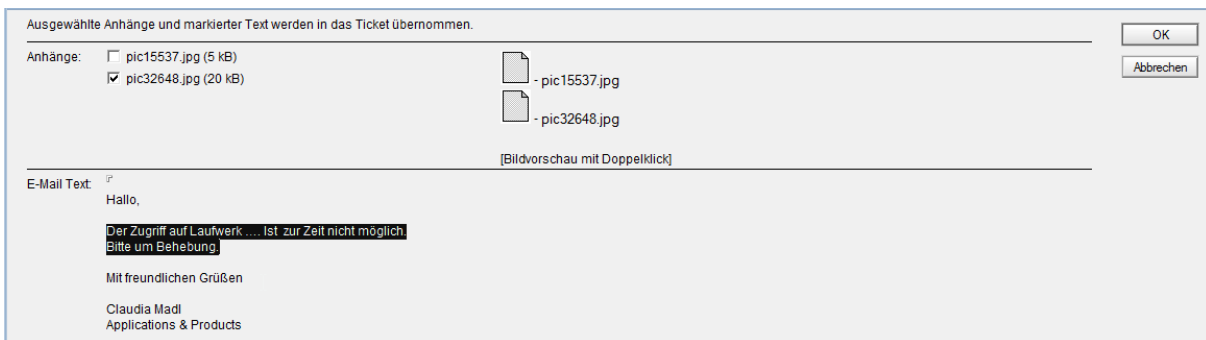 Ausgewählte Anhänge und markierter Text werden in das Ticket übernommen.
OK
Abbrechen
Anhänge:
pic15537.jpg (5 kB)
pic32648.jpg (20 kB)
- pic15537.jpg
- pic32648.jpg
[Bildvorschau mit Doppelklick]
E-Mail Text:
Hallo,
Der Zugriff auf Laufwerk .... Ist zur Zeit nicht möglich.
Bitte um Behebung.
Mit freundlichen Grüßen
Claudia Madl
Applications & Products